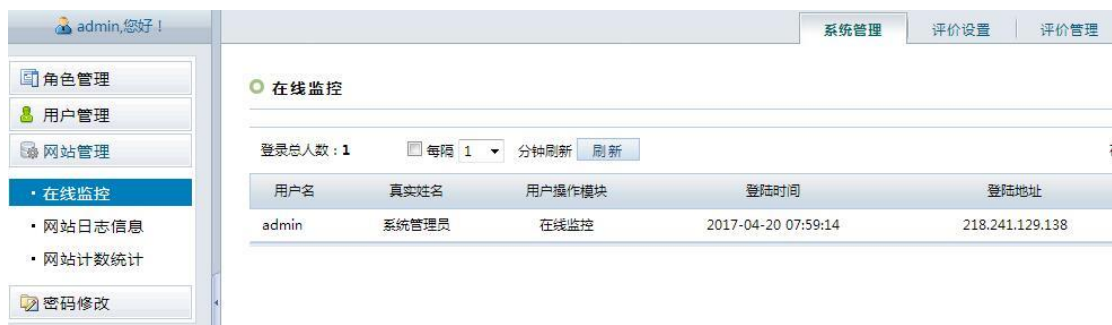 admin,您好！
系统管理 评价设置 评价管理
角色管理
用户管理
网站管理
· 在线监控
· 网站日志信息
· 网站计数统计
密码修改
在线监控
登录总人数：1 每隔 1 分钟刷新 刷新
用户名 真实姓名 用户操作模块 登陆时间 登陆地址
admin 系统管理员 在线监控 2017-04-20 07:59:14 218.241.129.138